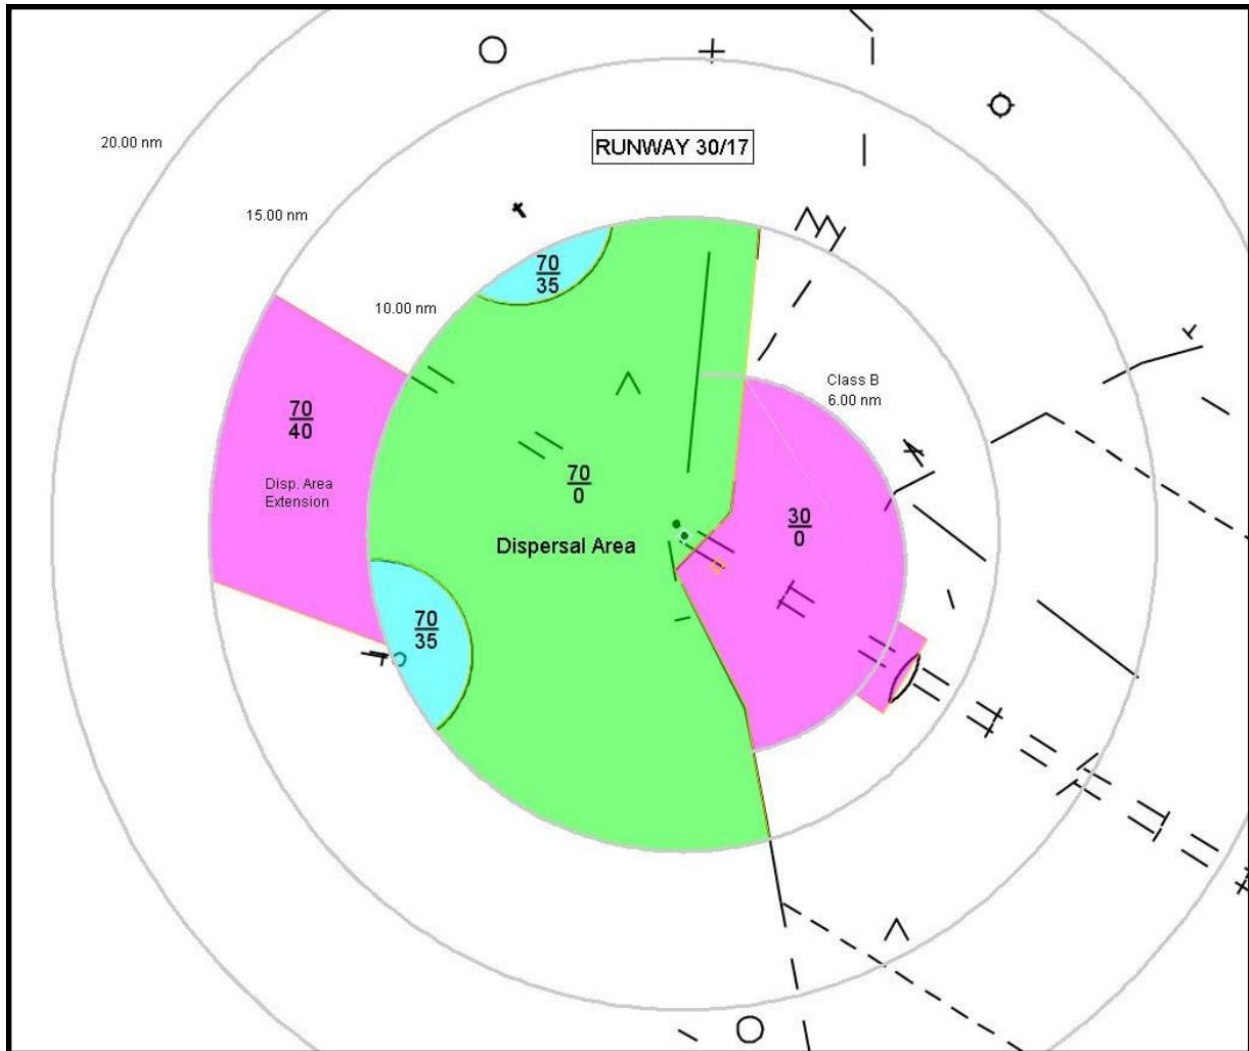 RUNWAY 30/17
20.00 nm
15.00 nm
70
35
10.00 nm
Class B
6.00 nm
70
40
70
0
Disp. Area
Extension
30
0
Dispersal Area
70
35